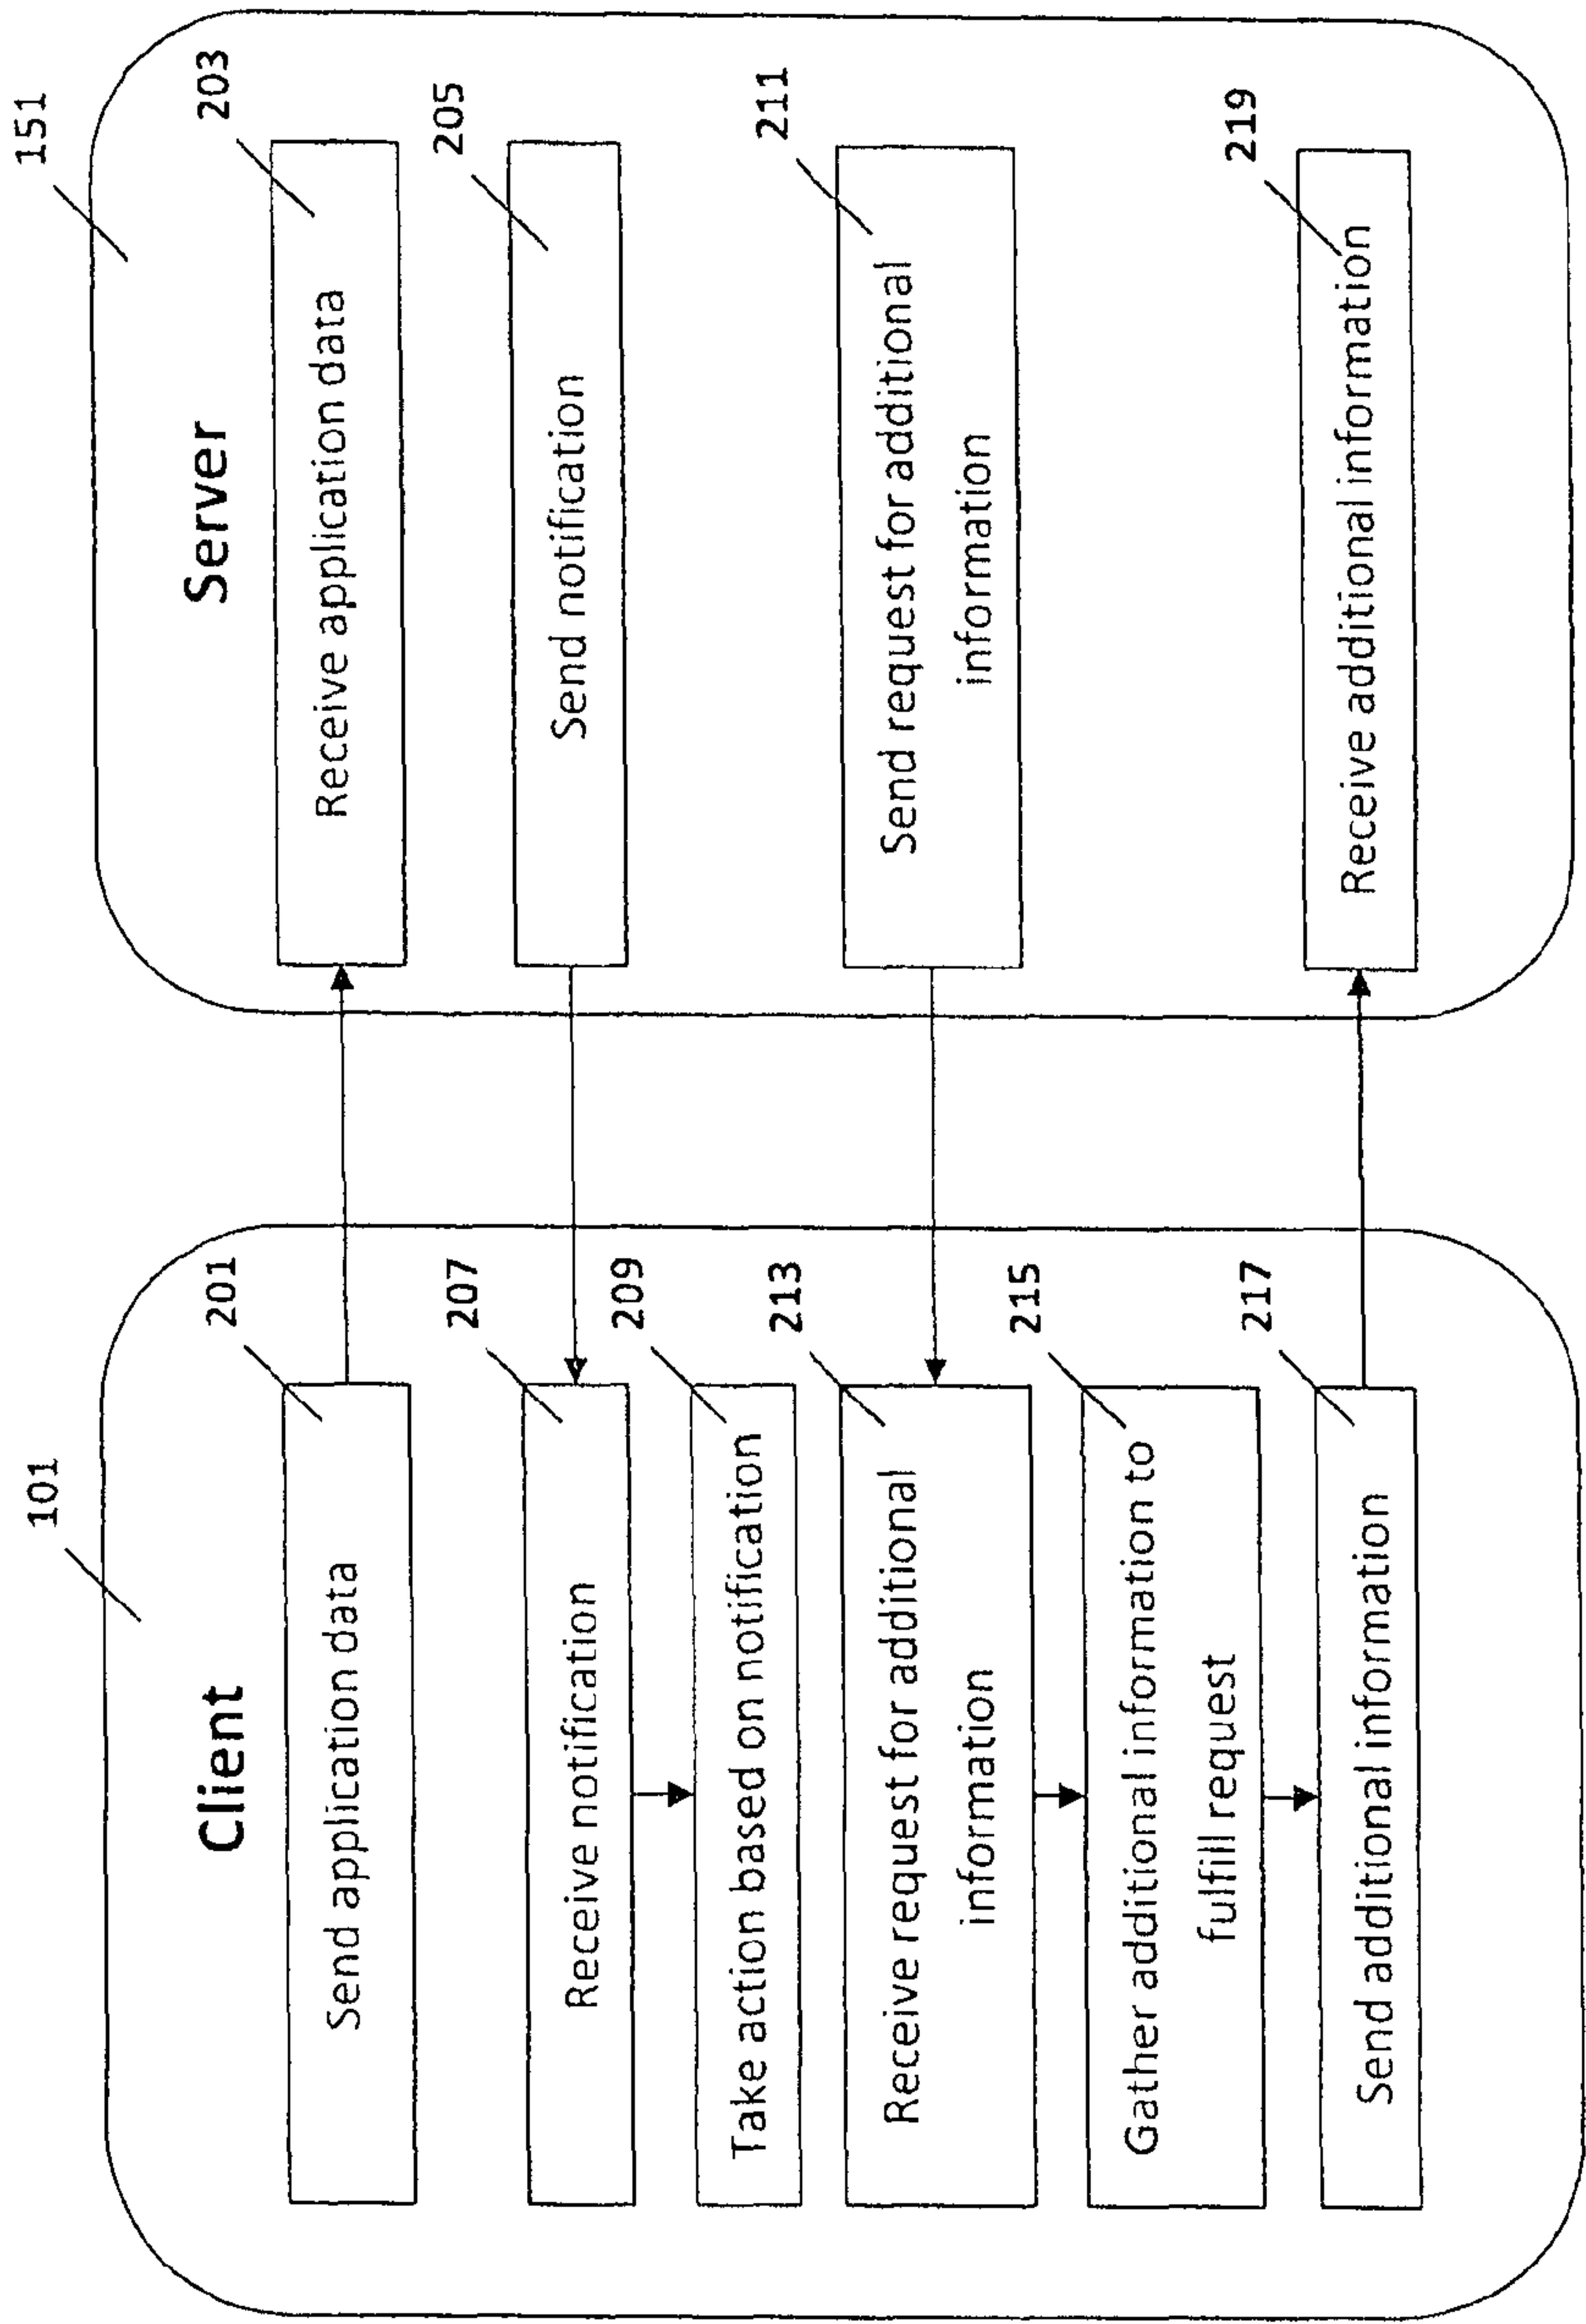 101
Client
201
Send application data
207
Receive notification
209
Take action based on notification
213
Receive request for additional
information
215
Gather additional information to
fulfill request
217
Send additional information
151
Server
203
Receive application data
205
Send notification
211
Send request for additional
information
219
Receive additional information